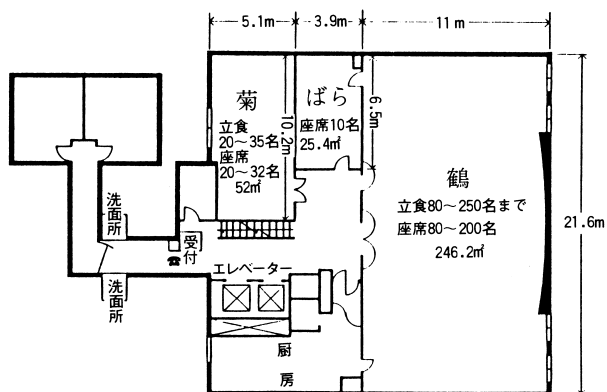 5.1m
3.9m
11m
菊
立食
20〜35名
座席
20〜32名
52㎡
10.2m
ばら
座席10名
25.4㎡
6.5m
鶴
立食80〜250名まで
座席80〜200名
246.2㎡
21.6m
洗面所
受付
洗面所
エレベーター
厨
房